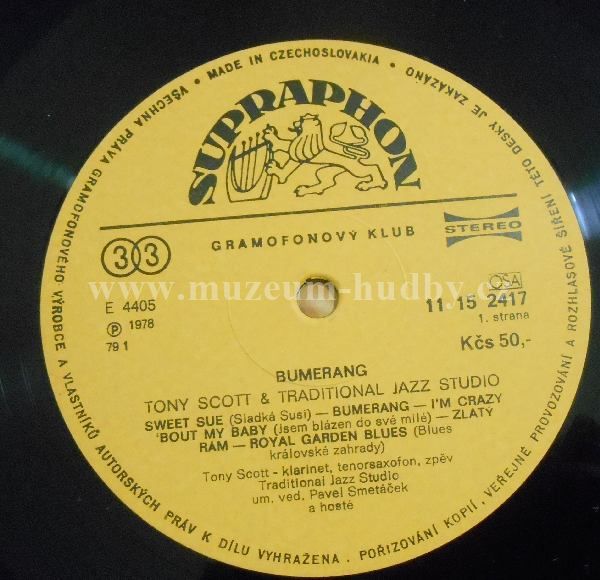 VŠECHNA PRÁVA GRAMOFONOVÉHO VÝROBCE A VLASTNÍKŮ AUTORSKÝCH PRÁV K DÍLU VYHRAŽENA . POŘIZOVÁNÍ KOPIÍ, VEŘEJNÉ PROVOZOVÁNÍ A ROZHLASOVÉ ŠÍŘENÍ TÉTO DESKY JE ZAKÁZÁNO • MADE IN CZECHOSLOVAKIA •
SUPRAPHON
33
GRAMOFONOVÝ KLUB
STEREO
www.muzeum-hudby.cz
E 4405
℗ 1978
79 1
OSA
11 15 2417
1. strana
Kčs 50,-
BUMERANG
TONY SCOTT & TRADITIONAL JAZZ STUDIO
SWEET SUE (Sladká Susi) — BUMERANG — I'M CRAZY
'BOUT MY BABY (Jsem blázen do své milé) — ZLATÝ
RÁM — ROYAL GARDEN BLUES (Blues
královské zahrady)
Tony Scott - klarinet, tenorsaxofon, zpěv
Traditional Jazz Studio
um. ved. Pavel Smetáček
a hosté